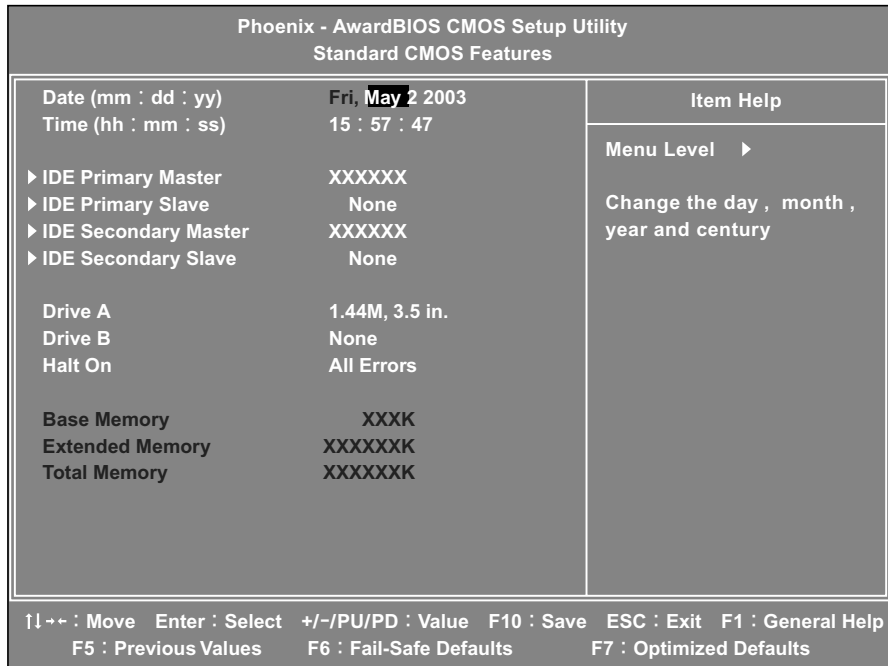 Phoenix - AwardBIOS CMOS Setup Utility
Standard CMOS Features
Date (mm：dd：yy) Fri, May 2 2003
Time (hh：mm：ss) 15：57：47
IDE Primary Master XXXXXX
IDE Primary Slave None
IDE Secondary Master XXXXXX
IDE Secondary Slave None
Drive A 1.44M, 3.5 in.
Drive B None
Halt On All Errors
Base Memory XXXK
Extended Memory XXXXXXK
Total Memory XXXXXXK
Item Help
Menu Level
Change the day , month ,
year and century
↑↓→←：Move Enter：Select +/-/PU/PD：Value F10：Save ESC：Exit F1：General Help
F5：Previous Values F6：Fail-Safe Defaults F7：Optimized Defaults